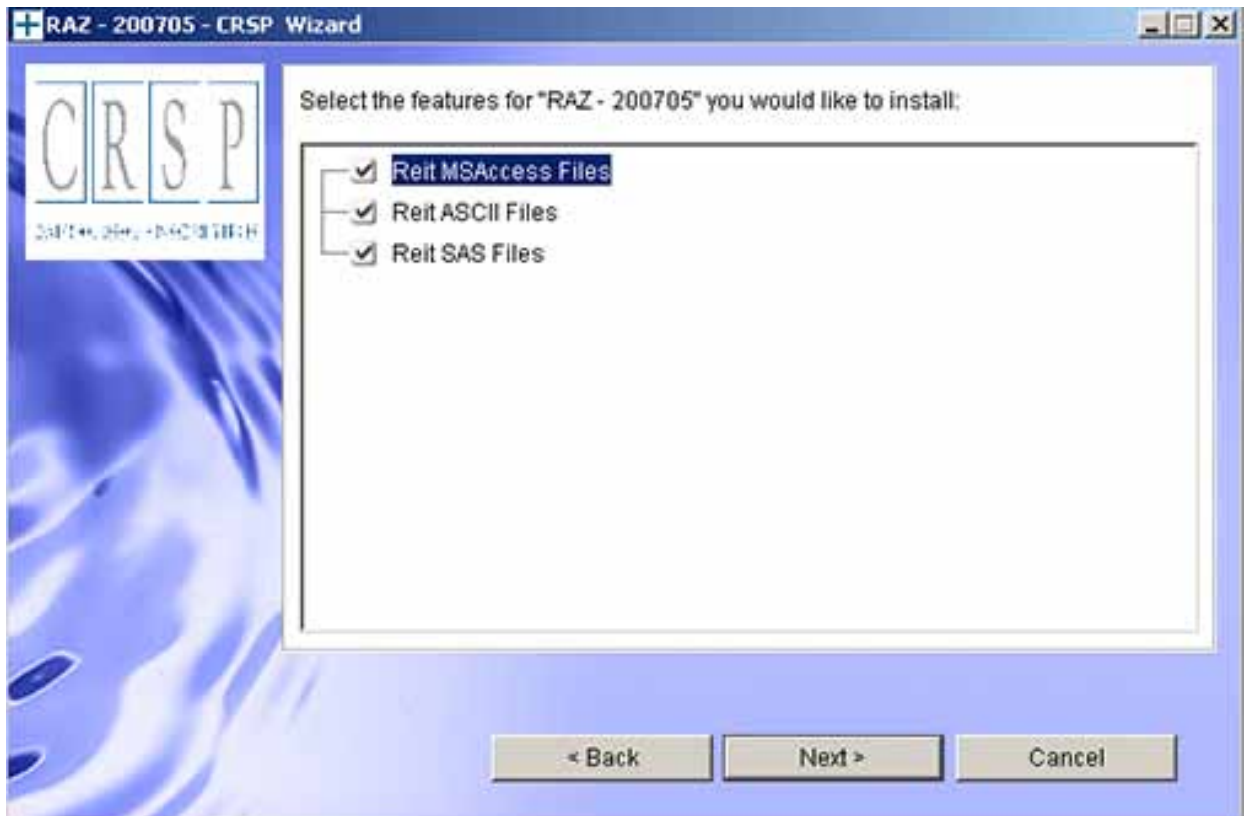 RAZ - 200705 - CRSP Wizard
CRSP
Select the features for "RAZ - 200705" you would like to install:
Reit MSAccess Files
Reit ASCII Files
Reit SAS Files
< Back
Next >
Cancel